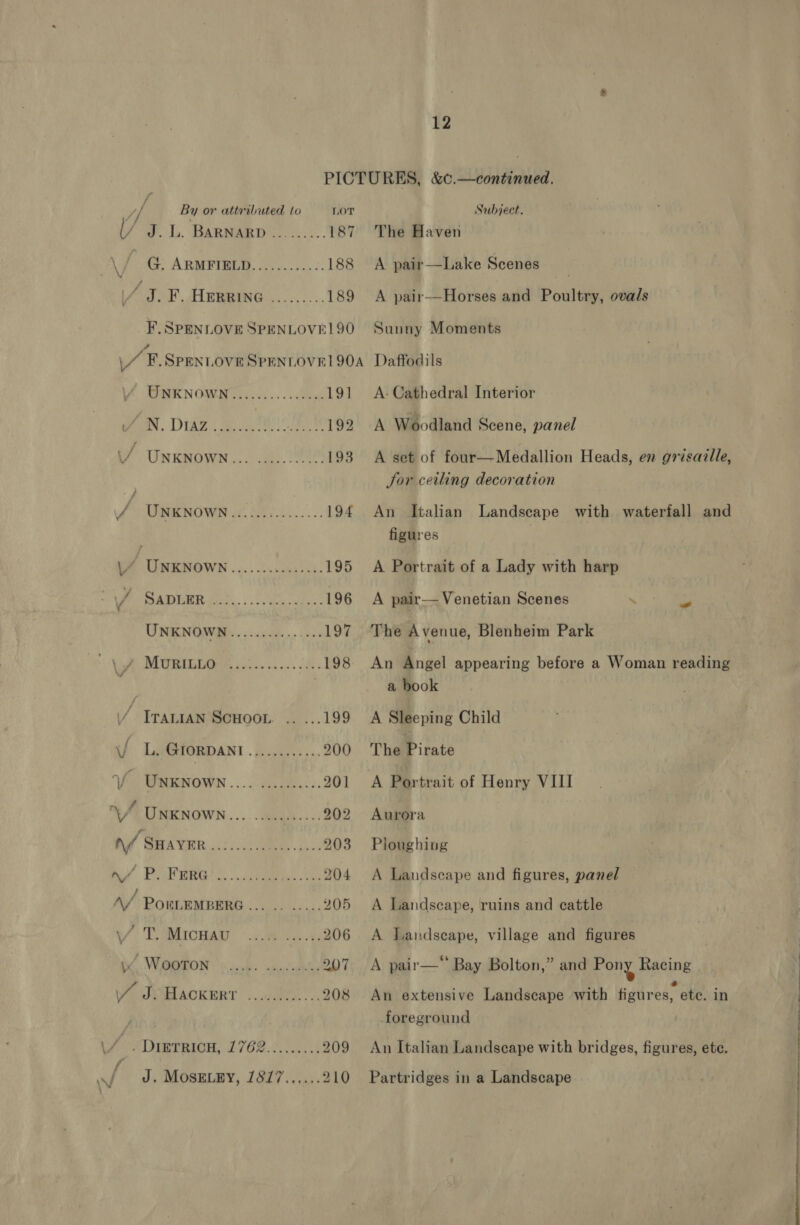 12
PICTURES, &c.—continued.
By or attributed to LOT Subject.
J. L. BARNARD .........187 The Haven
G. ARMFIELD............188 A pair—Lake Scenes
J. F. HERRING .........189 A pair—Horses and Poultry, ovals
F. SPENLOVE SPENLOVE190 Sunny Moments
F. SPENLOVE SPENLOVE190A Daffodils
UNKNOWN..............191 A Cathedral Interior
N. DIAZ ..................192 A Woodland Scene, panel
UNKNOWN... ...........193 A set of four—Medallion Heads, en grisaille,
for ceiling decoration
UNKNOWN..............194 An Italian Landscape with waterfall and
figures
UNKNOWN..............195 A Portrait of a Lady with harp
SADLER ..................196 A pair—Venetian Scenes
UNKNOWN..............197 The Avenue, Blenheim Park
MURILLO ...............198 An Angel appearing before a Woman reading
a book
ITALIAN SCHOOL .. ...199 A Sleeping Child
L. GIORDANI ............200 The Pirate
UNKNOWN.... ..........201 A Portrait of Henry VIII
UNKNOWN... ...........202 Aurora
SHAYER ..................203 Ploughing
P. FERG ..................204 A Landscape and figures, panel
POELEMBERG ... .. .....205 A Landscape, ruins and cattle
T. MICHAU ..... ......206 A Landscape, village and figures
WOOTON ..... .........207 A pair—“Bay Bolton,” and Pony Racing
J. HACKERT ............208 An extensive Landscape with figures, etc. in
foreground
. DIETRICH, 1762.........209 An Italian Landscape with bridges, figures, etc.
J. MOSELEY, 1817......210 Partridges in a Landscape